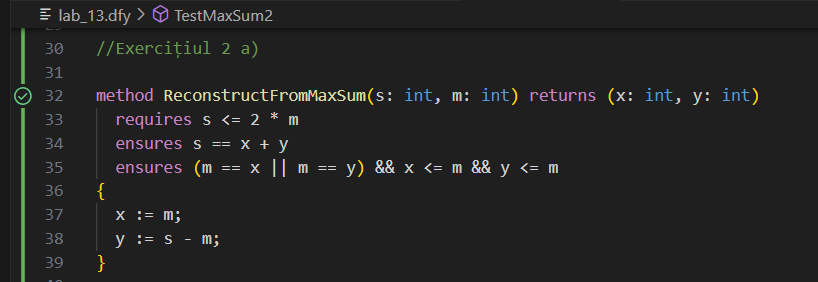 lab_13.dfy > TestMaxSum2
30 //Exercițiul 2 a)
31
32 method ReconstructFromMaxSum(s: int, m: int) returns (x: int, y: int)
33 requires s <= 2 * m
34 ensures s == x + y
35 ensures (m == x || m == y) && x <= m && y <= m
36 {
37 x := m;
38 y := s - m;
39 }